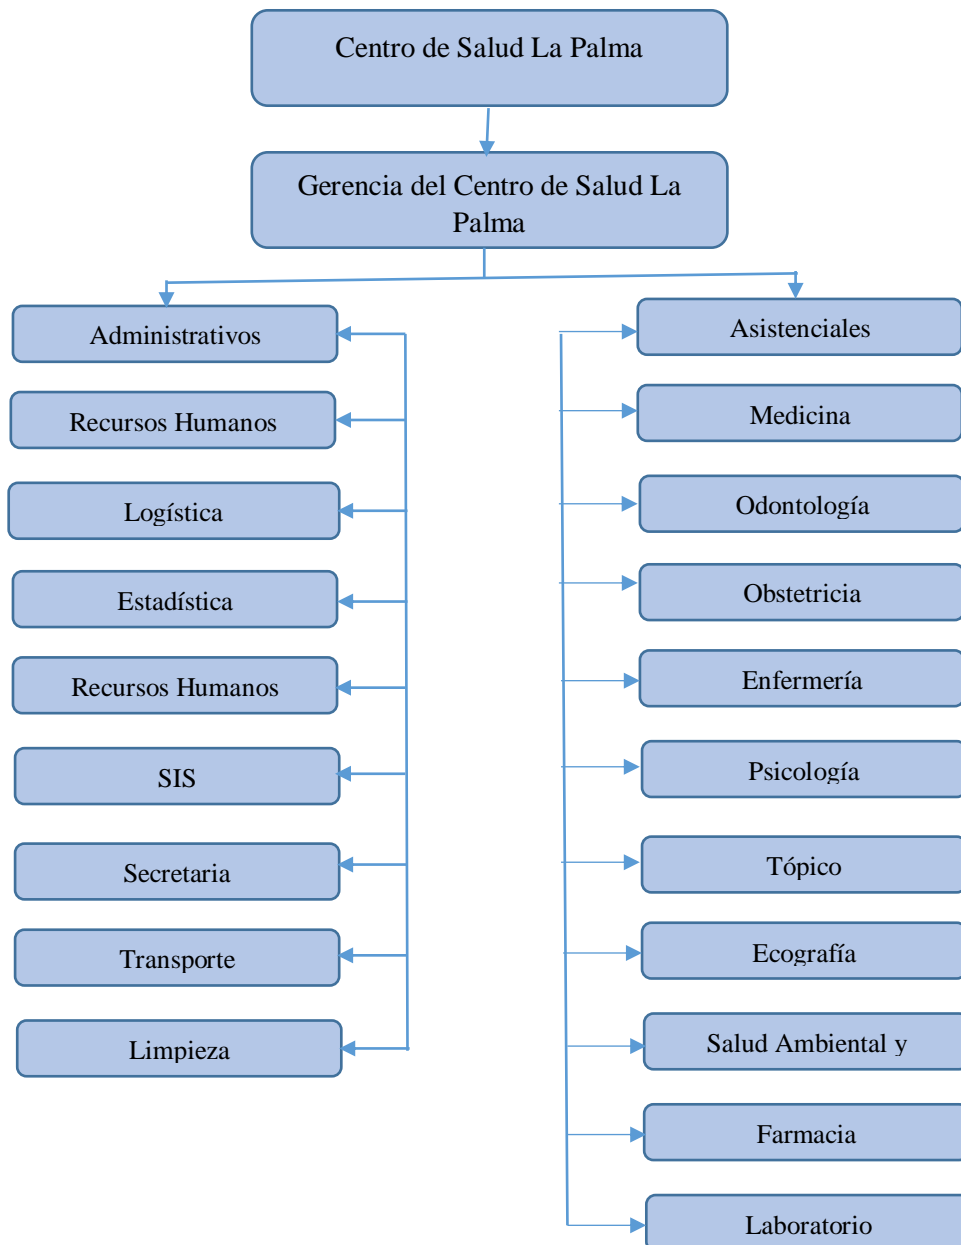 Centro de Salud La Palma
Gerencia del Centro de Salud La
Palma
Administrativos
Recursos Humanos
Logística
Estadística
Recursos Humanos
SIS
Secretaria
Transporte
Limpieza
Asistenciales
Medicina
Odontología
Obstetricia
Enfermería
Psicología
Tópico
Ecografía
Salud Ambiental y
Farmacia
Laboratorio